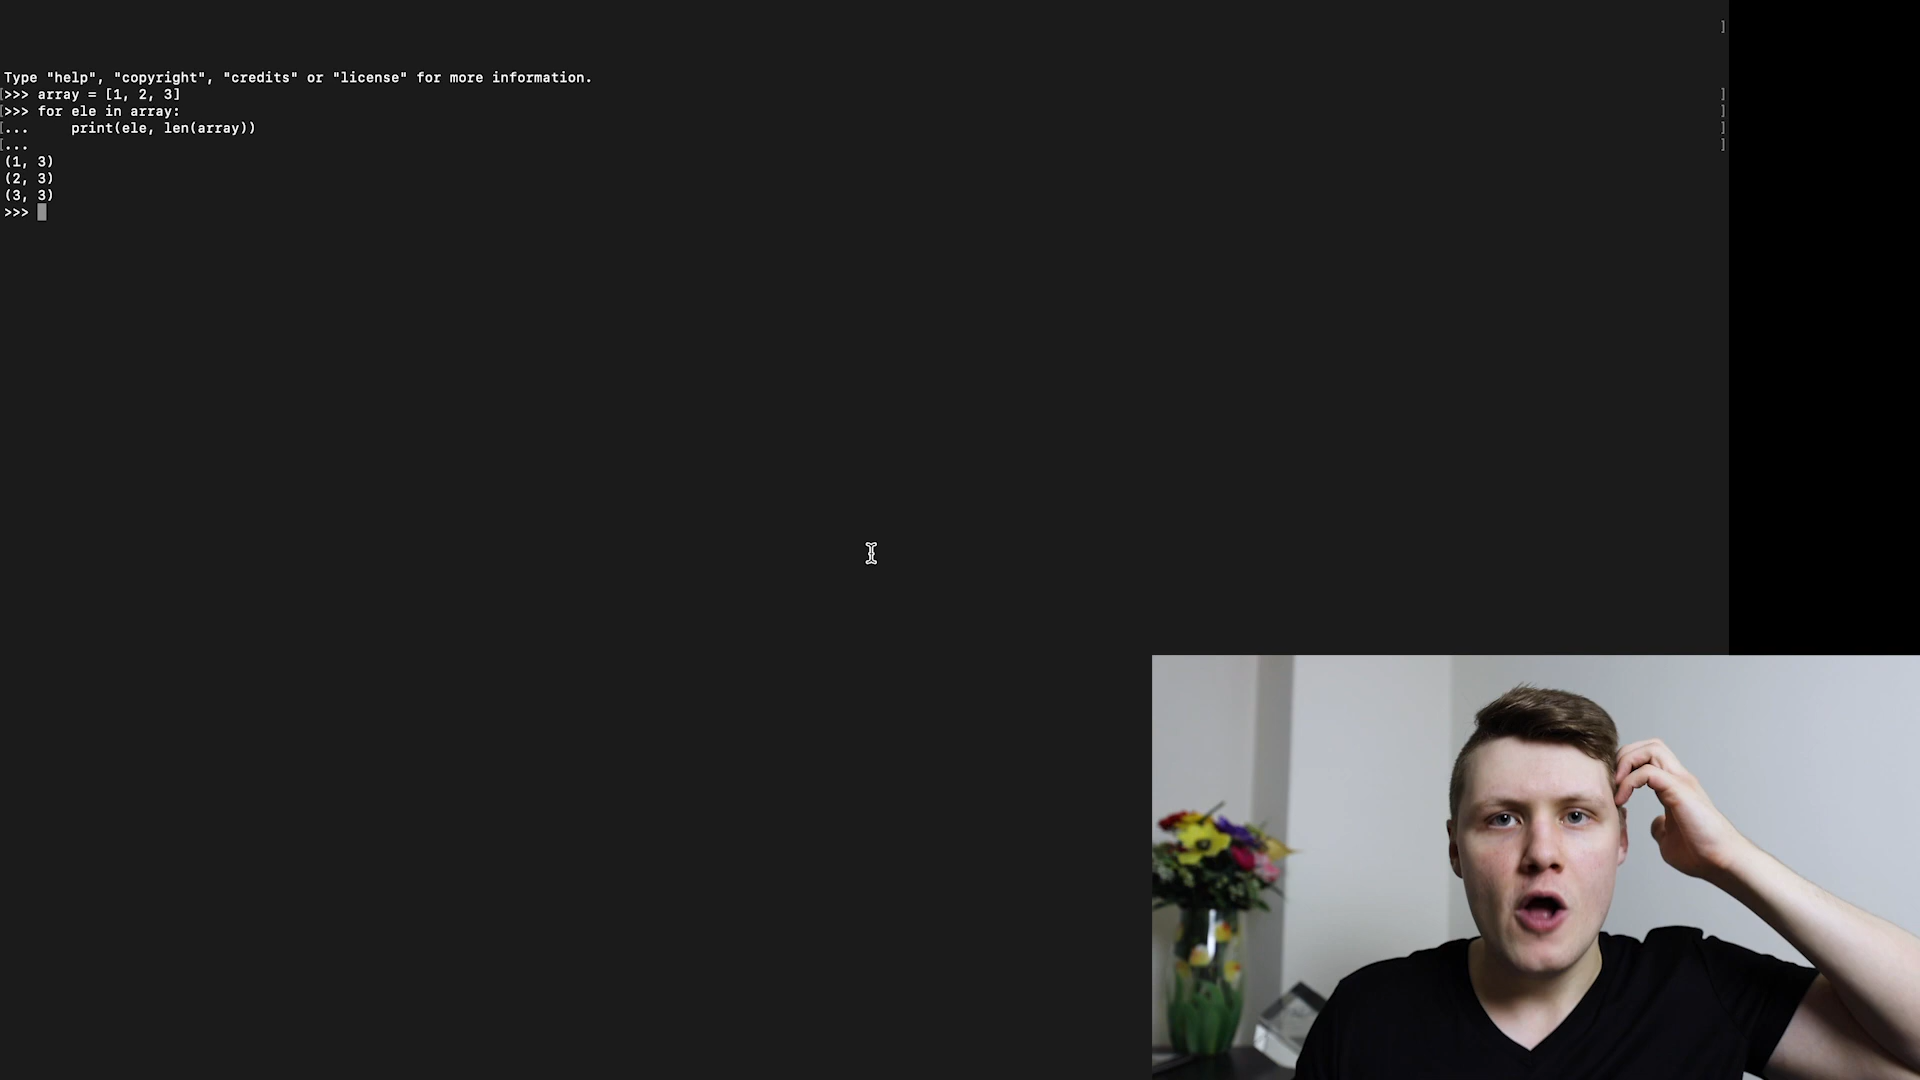 Type "help", "copyright", "credits" or "license" for more information.
[>>> array = [1, 2, 3]                                                 ]
[>>> for ele in array:                                                 ]
[...     print(ele, len(array))                                        ]
[...                                                                   ]
(1, 3)
(2, 3)
(3, 3)
>>>